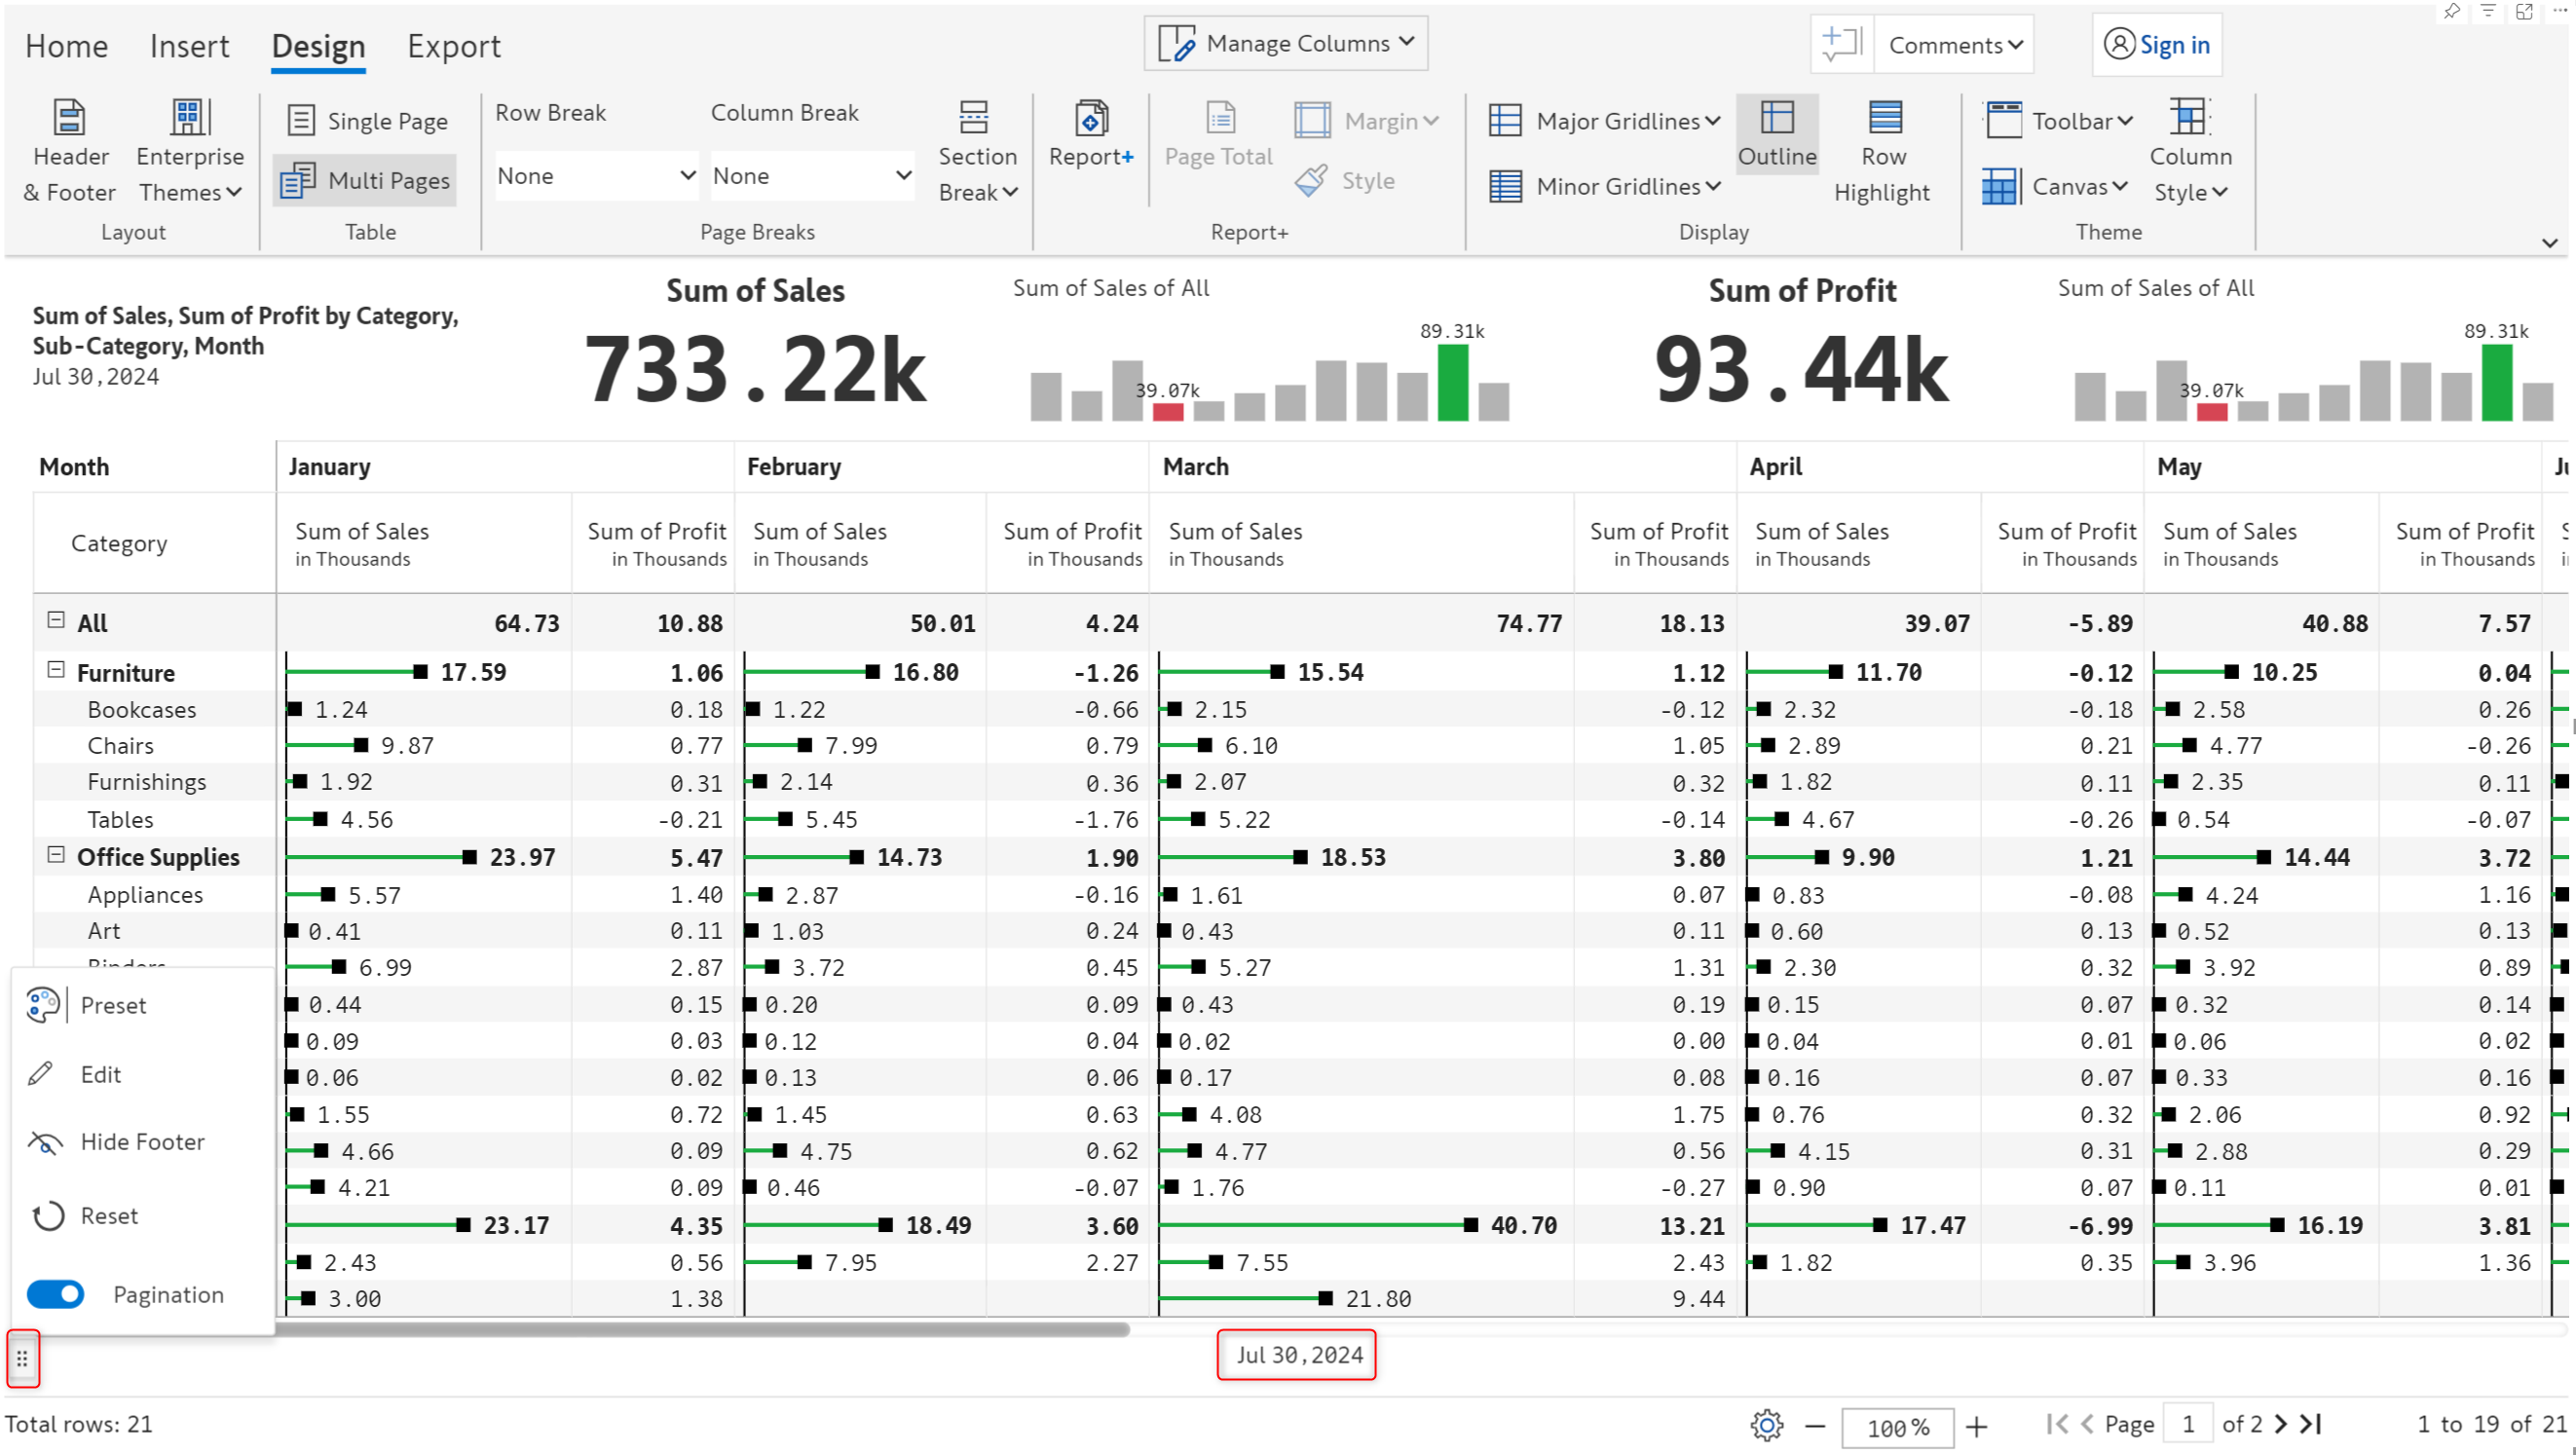 Home Insert Design Export Manage Columns Comments Sign in
Header & Footer Enterprise Themes Single Page Multi Pages Row Break None Column Break None Section Break Report+ Page Total Margin Style Major Gridlines Minor Gridlines Outline Row Highlight Toolbar Canvas Column Style
Layout Table Page Breaks Report+ Display Theme
Sum of Sales, Sum of Profit by Category,
Sub-Category, Month
Jul 30,2024
Sum of Sales
733.22k
Sum of Sales of All
89.31k
39.07k
Sum of Profit
93.44k
Sum of Sales of All
89.31k
39.07k
Month January February March April May
Category Sum of Sales Sum of Profit Sum of Sales Sum of Profit Sum of Sales Sum of Profit Sum of Sales Sum of Profit Sum of Sales Sum of Profit
in Thousands in Thousands in Thousands in Thousands in Thousands in Thousands in Thousands in Thousands in Thousands in Thousands
All 64.73 10.88 50.01 4.24 74.77 18.13 39.07 -5.89 40.88 7.57
Furniture 17.59 1.06 16.80 -1.26 15.54 1.12 11.70 -0.12 10.25 0.04
Bookcases 1.24 0.18 1.22 -0.66 2.15 -0.12 2.32 -0.18 2.58 0.26
Chairs 9.87 0.77 7.99 0.79 6.10 1.05 2.89 0.21 4.77 -0.26
Furnishings 1.92 0.31 2.14 0.36 2.07 0.32 1.82 0.11 2.35 0.11
Tables 4.56 -0.21 5.45 -1.76 5.22 -0.14 4.67 -0.26 0.54 -0.07
Office Supplies 23.97 5.47 14.73 1.90 18.53 3.80 9.90 1.21 14.44 3.72
Appliances 5.57 1.40 2.87 -0.16 1.61 0.07 0.83 -0.08 4.24 1.16
Art 0.41 0.11 1.03 0.24 0.43 0.11 0.60 0.13 0.52 0.13
6.99 2.87 3.72 0.45 5.27 1.31 2.30 0.32 3.92 0.89
Preset 0.44 0.15 0.20 0.09 0.43 0.19 0.15 0.07 0.32 0.14
0.09 0.03 0.12 0.04 0.02 0.00 0.04 0.01 0.06 0.02
Edit 0.06 0.02 0.13 0.06 0.17 0.08 0.16 0.07 0.33 0.16
1.55 0.72 1.45 0.63 4.08 1.75 0.76 0.32 2.06 0.92
Hide Footer 4.66 0.09 4.75 0.62 4.77 0.56 4.15 0.31 2.88 0.29
4.21 0.09 0.46 -0.07 1.76 -0.27 0.90 0.07 0.11 0.01
Reset 23.17 4.35 18.49 3.60 40.70 13.21 17.47 -6.99 16.19 3.81
2.43 0.56 7.95 2.27 7.55 2.43 1.82 0.35 3.96 1.36
Pagination 3.00 1.38 21.80 9.44
Jul 30,2024
Total rows: 21 100% Page 1 of 2 1 to 19 of 21